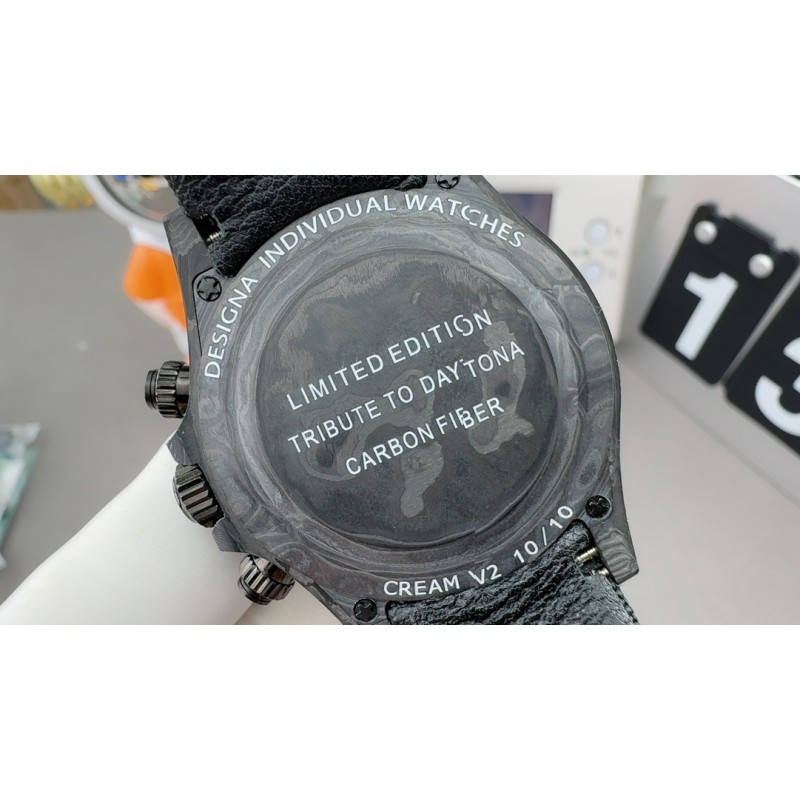 DESIGNA INDIVIDUAL WATCHES
LIMITED EDITION
TRIBUTE TO DAYTONA
CARBON FIBER
CREAM V2 10/10
1